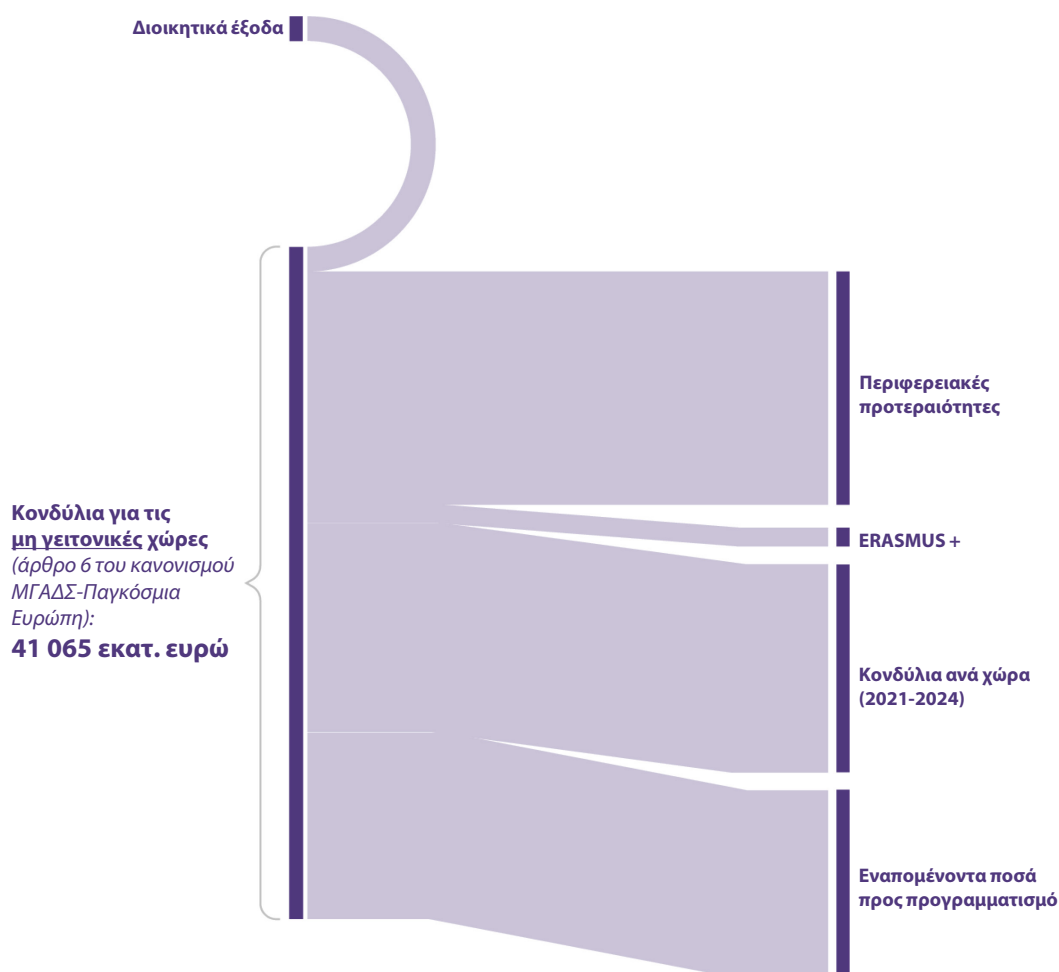 Διοικητικά έξοδα
Περιφερειακές
προτεραιότητες
Κονδύλια για τις
μη γειτονικές χώρες
(άρθρο 6 του κανονισμού
ΜΓΑΔΣ-Παγκόσμια
Ευρώπη):
41 065 εκατ. ευρώ
ERASMUS +
Κονδύλια ανά χώρα
(2021-2024)
Εναπομένοντα ποσά
προς προγραμματισμό